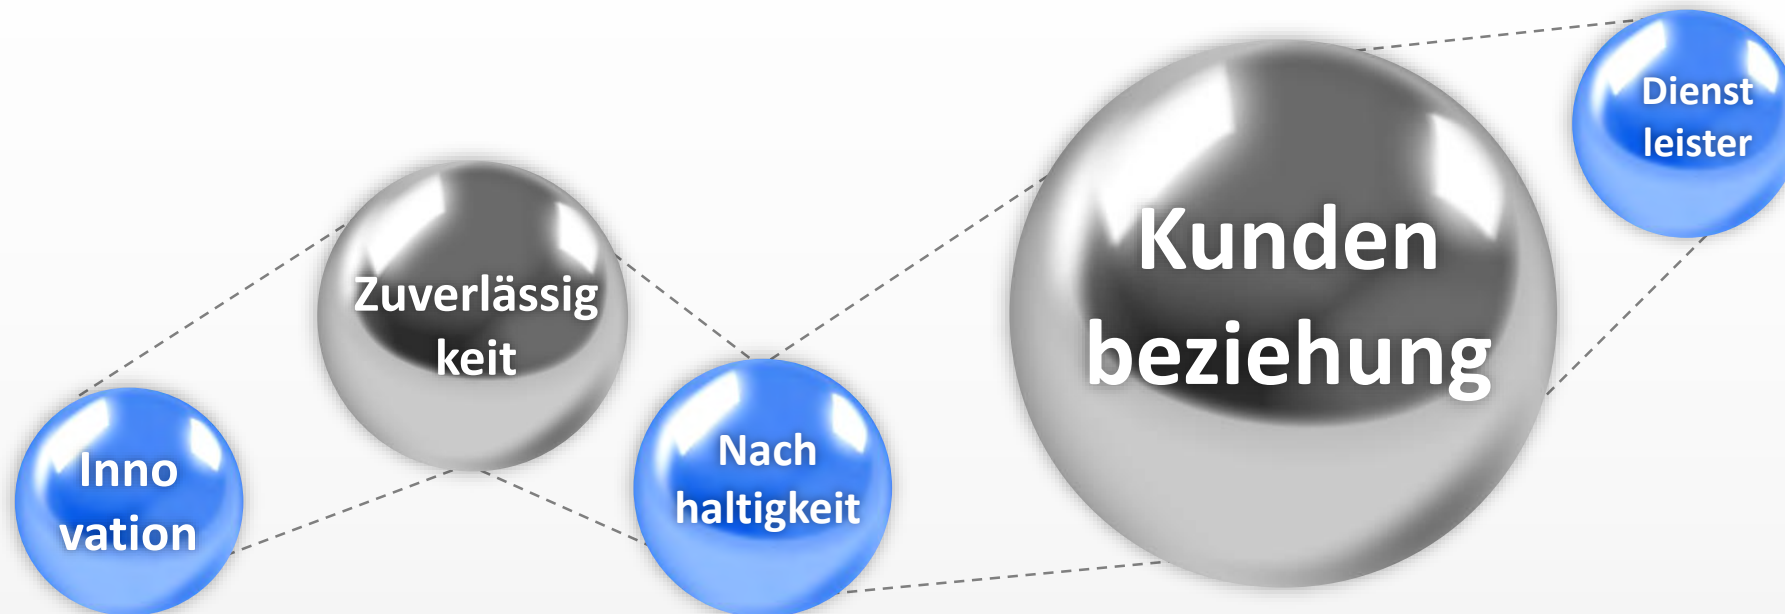 Inno
vation
Zuverlässig
keit
Nach
haltigkeit
Kunden
beziehung
Dienst
leister